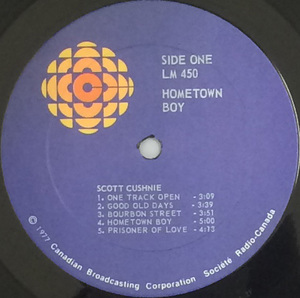 SIDE ONE
LM 450
HOMETOWN
BOY
SCOTT CUSHNIE
1. ONE TRACK OPEN - 3:09
2. GOOD OLD DAYS - 3:39
3. BOURBON STREET - 3:51
4. HOMETOWN BOY - 5:00
5. PRISONER OF LOVE - 4:13
© 1977 Canadian Broadcasting Corporation Société Radio-Canada